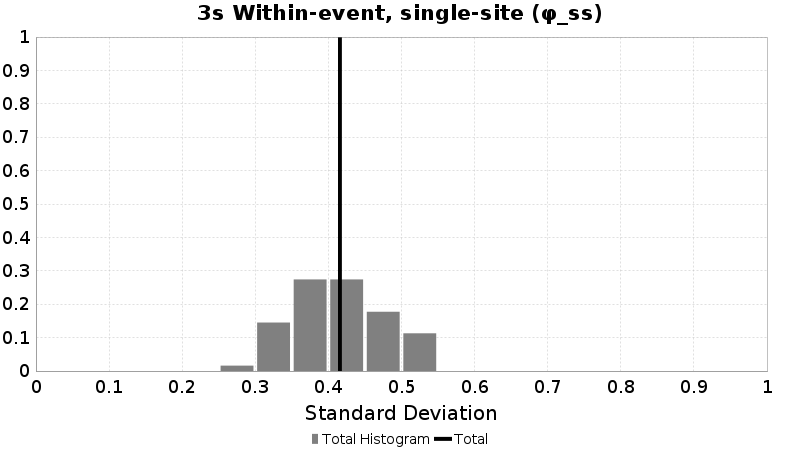 3s Within-event, single-site (φ_ss)
1
0.9
0.8
0.7
0.6
0.5
0.4
0.3
0.2
0.1
0
0 0.1 0.2 0.3 0.4 0.5 0.6 0.7 0.8 0.9 1
Standard Deviation
Total Histogram Total